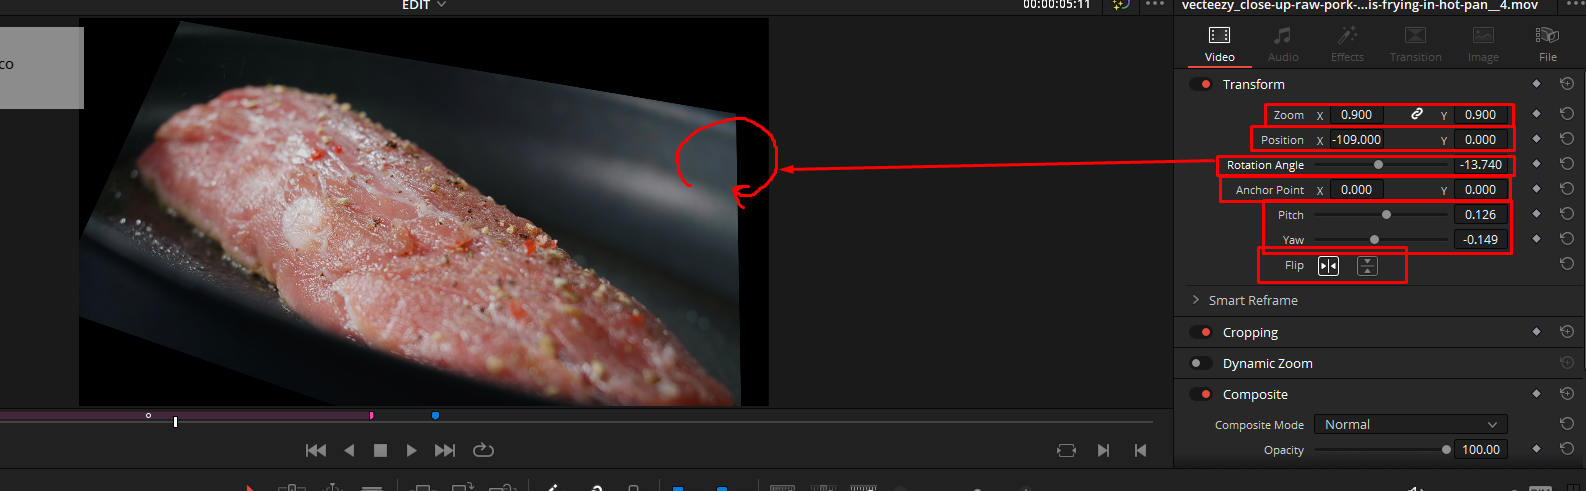 EDIT
00:00:05:11
vecteezy_close-up-raw-pork-...is-frying-in-hot-pan__4.mov
co
Video Audio Effects Transition Image File
Transform
Zoom X 0.900 Y 0.900
Position X -109.000 Y 0.000
Rotation Angle -13.740
Anchor Point X 0.000 Y 0.000
Pitch 0.126
Yaw -0.149
Flip
Smart Reframe
Cropping
Dynamic Zoom
Composite
Composite Mode Normal
Opacity 100.00